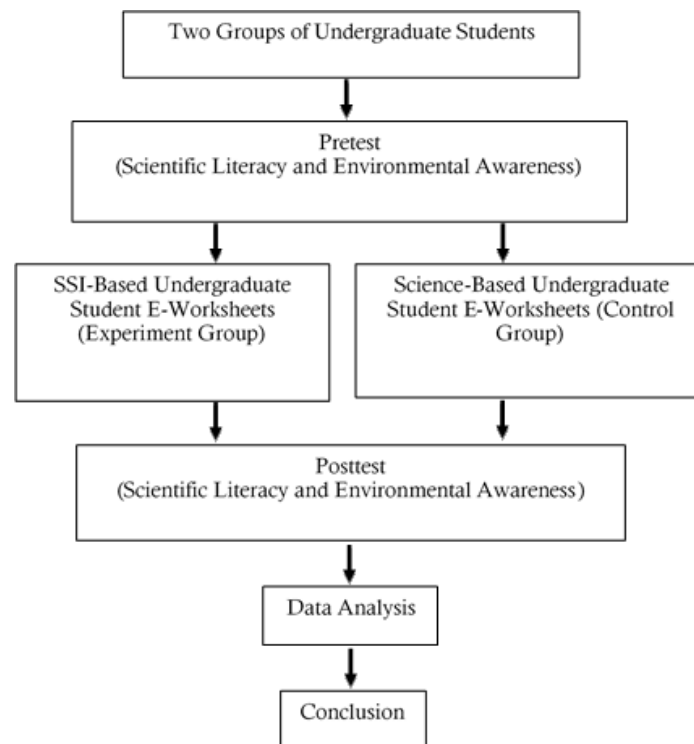 Two Groups of Undergraduate Students
Pretest
(Scientific Literacy and Environmental Awareness)
SSI-Based Undergraduate
Student E-Worksheets
(Experiment Group)
Science-Based Undergraduate
Student E-Worksheets (Control
Group)
Posttest
(Scientific Literacy and Environmental Awareness)
Data Analysis
Conclusion